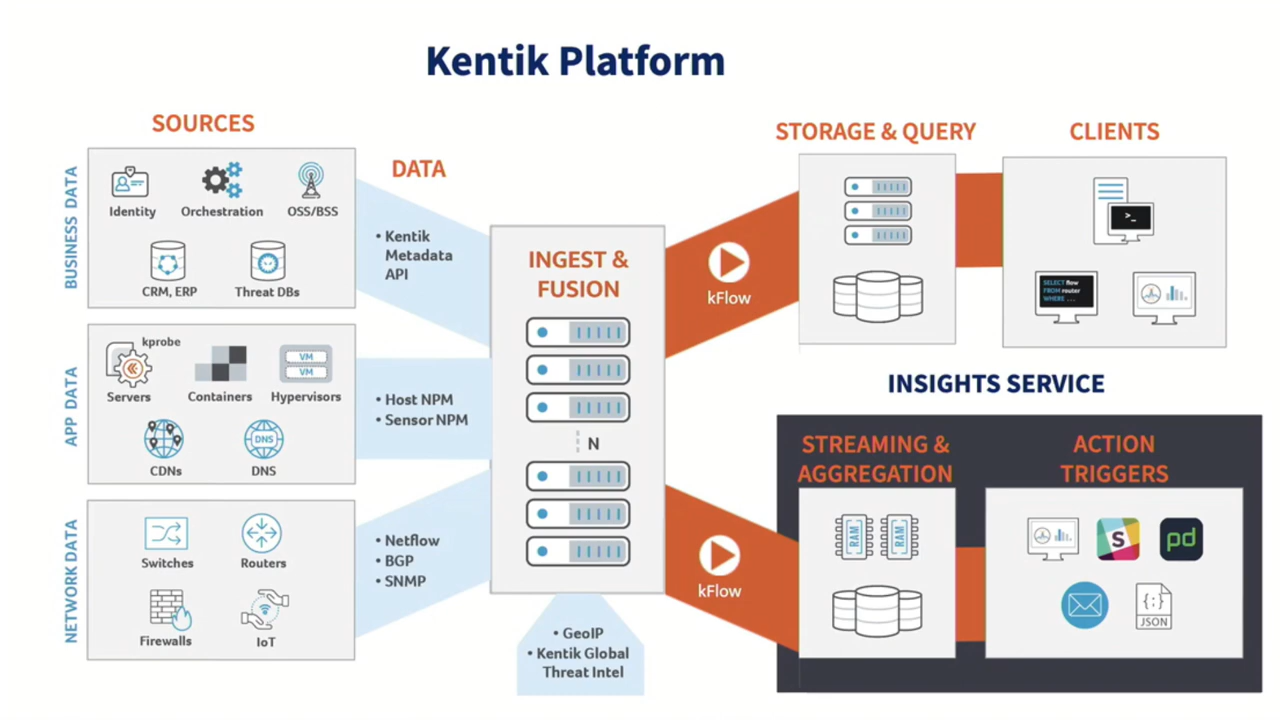 Kentik Platform
SOURCES
BUSINESS DATA
Identity
Orchestration
OSS/BSS
CRM, ERP
Threat DBs
APP DATA
kprobe
Servers
Containers
VM
VM
Hypervisors
CDNs
DNS
DNS
NETWORK DATA
Switches
Routers
Firewalls
IoT
DATA
• Kentik
Metadata
API
• Host NPM
• Sensor NPM
• Netflow
• BGP
• SNMP
INGEST &
FUSION
N
• GeoIP
• Kentik Global
Threat Intel
kFlow
kFlow
STORAGE & QUERY
CLIENTS
>_
SELECT flow
FROM router
WHERE ...
INSIGHTS SERVICE
STREAMING &
AGGREGATION
RAM
RAM
ACTION
TRIGGERS
S
pd
{:}
JSON